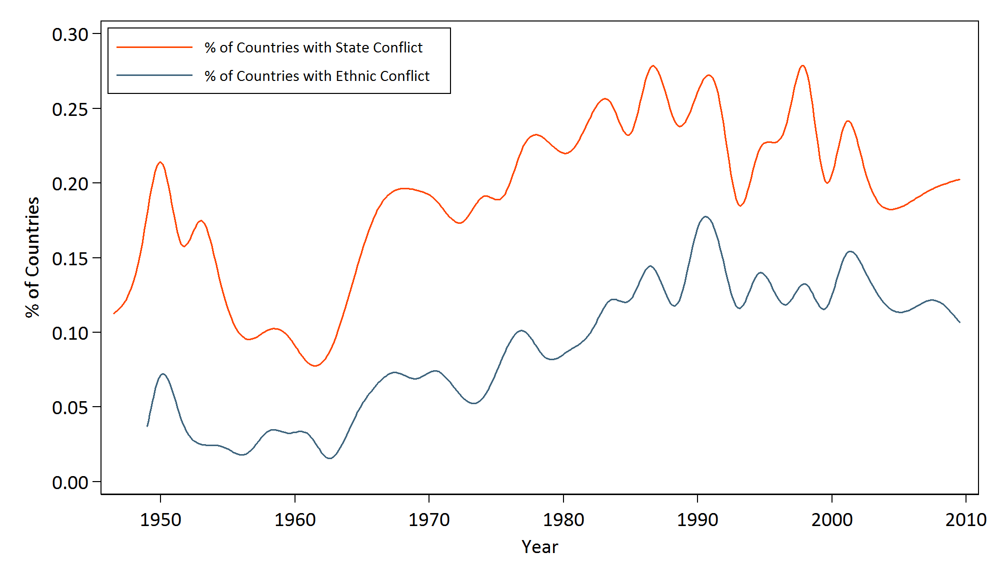 % of Countries with State Conflict
% of Countries with Ethnic Conflict
0.30
0.25
0.20
0.15
0.10
0.05
0.00
% of Countries
1950 1960 1970 1980 1990 2000 2010
Year